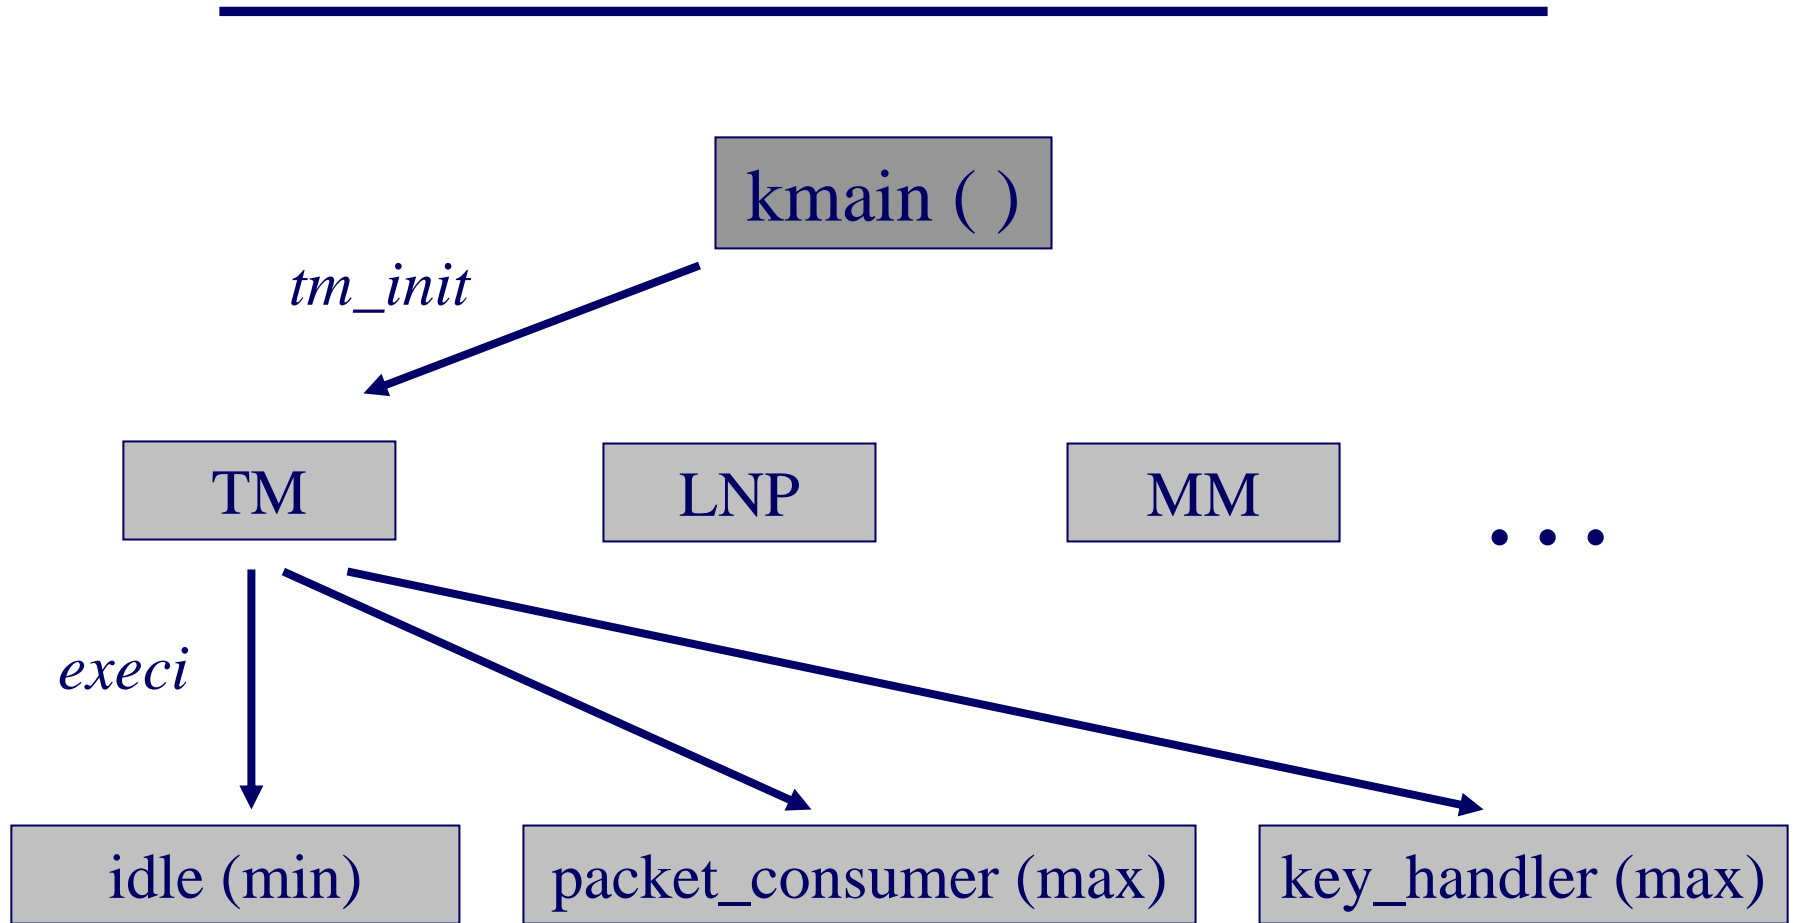 kmain ( )
tm_init
TM
LNP
MM
...
execi
idle (min)
packet_consumer (max)
key_handler (max)